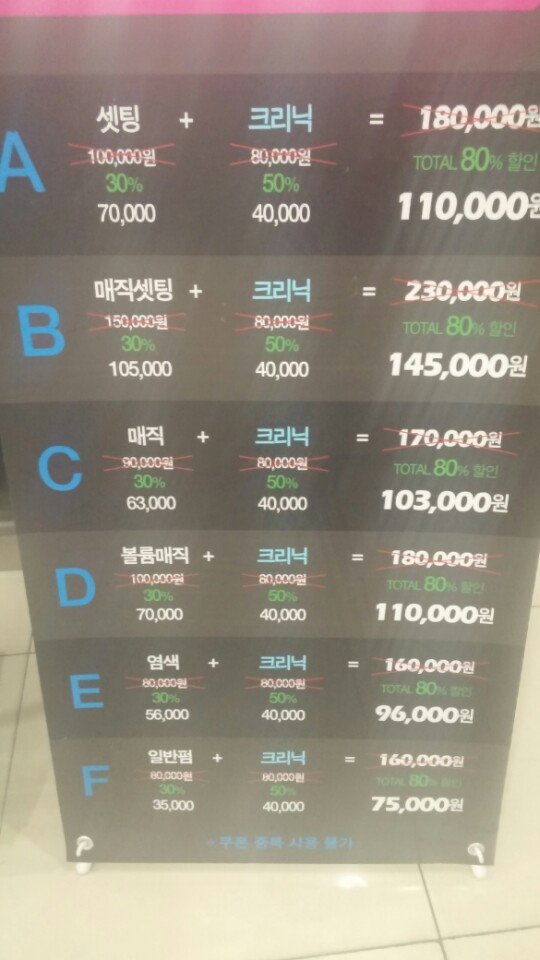 A
셋팅 + 크리닉 = 180,000원
100,000원 80,000원 TOTAL 80% 할인
30% 50%
70,000 40,000 110,000원
B
매직셋팅 + 크리닉 = 230,000원
150,000원 80,000원 TOTAL 80% 할인
30% 50%
105,000 40,000 145,000원
C
매직 + 크리닉 = 170,000원
90,000원 80,000원 TOTAL 80% 할인
30% 50%
63,000 40,000 103,000원
D
볼륨매직 + 크리닉 = 180,000원
100,000원 80,000원 TOTAL 80% 할인
30% 50%
70,000 40,000 110,000원
E
염색 + 크리닉 = 160,000원
80,000원 80,000원 TOTAL 80% 할인
30% 50%
56,000 40,000 96,000원
F
일반펌 + 크리닉 = 160,000원
80,000원 80,000원 TOTAL 80% 할인
30% 50%
35,000 40,000 75,000원
※쿠폰 중복 사용 불가